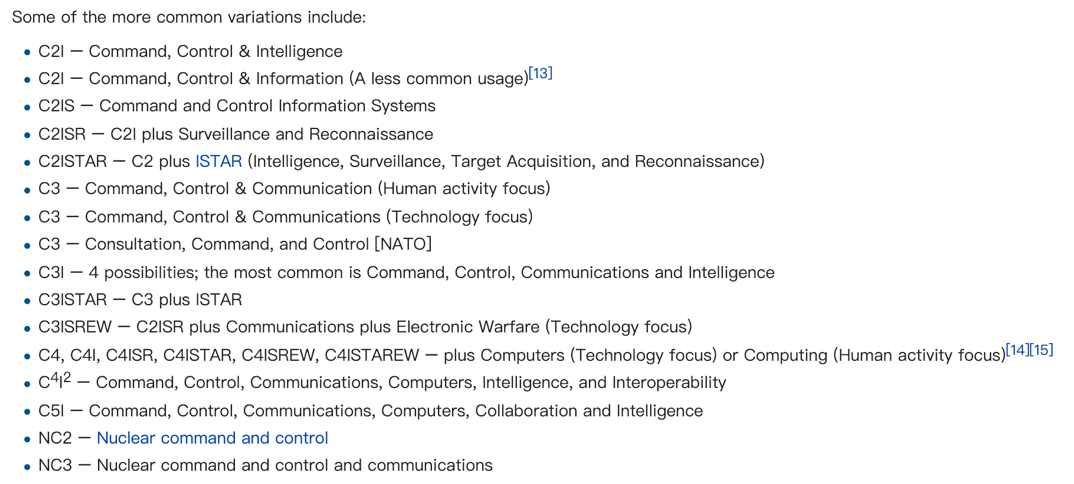 Some of the more common variations include:
• C2I — Command, Control & Intelligence
• C2I — Command, Control & Information (A less common usage)[13]
• C2IS — Command and Control Information Systems
• C2ISR — C2I plus Surveillance and Reconnaissance
• C2ISTAR — C2 plus ISTAR (Intelligence, Surveillance, Target Acquisition, and Reconnaissance)
• C3 — Command, Control & Communication (Human activity focus)
• C3 — Command, Control & Communications (Technology focus)
• C3 — Consultation, Command, and Control [NATO]
• C3I — 4 possibilities; the most common is Command, Control, Communications and Intelligence
• C3ISTAR — C3 plus ISTAR
• C3ISREW — C2ISR plus Communications plus Electronic Warfare (Technology focus)
• C4, C4I, C4ISR, C4ISTAR, C4ISREW, C4ISTAREW — plus Computers (Technology focus) or Computing (Human activity focus)[14][15]
• C⁴I² — Command, Control, Communications, Computers, Intelligence, and Interoperability
• C5I — Command, Control, Communications, Computers, Collaboration and Intelligence
• NC2 — Nuclear command and control
• NC3 — Nuclear command and control and communications